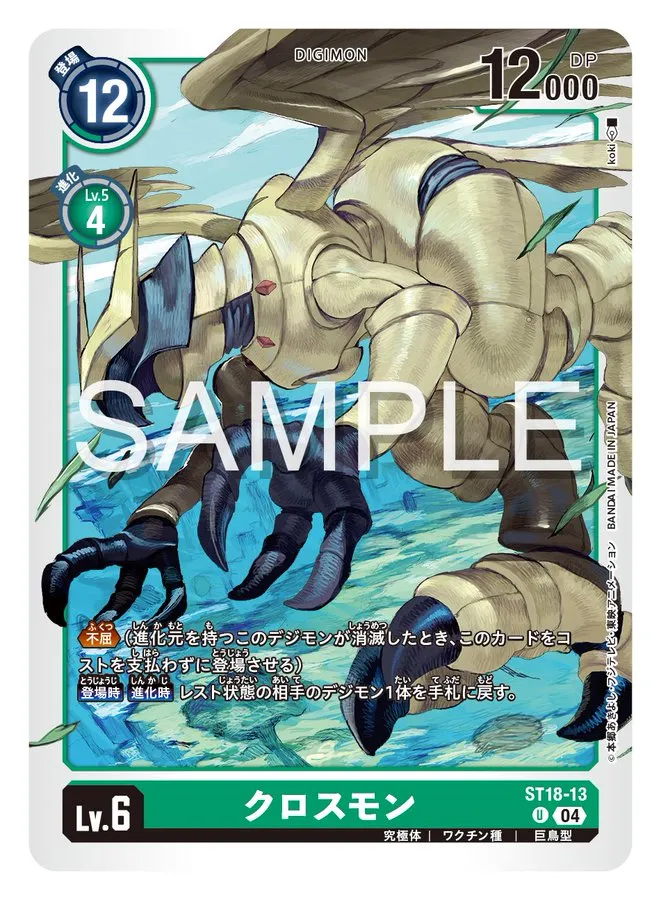 DIGIMON
登場
12
12000
DP
koki
進化
Lv.5
4
SAMPLE
不屈（進化元を持つこのデジモンが消滅したとき、このカードをコ
ストを支払わずに登場させる）
登場時 進化時 レスト状態の相手のデジモン1体を手札に戻す。
© 本郷あきよし・フジテレビ・東映アニメーション BANDAI MADE IN JAPAN
Lv.6
クロスモン
ST18-13
U 04
究極体 | ワクチン種 | 巨鳥型